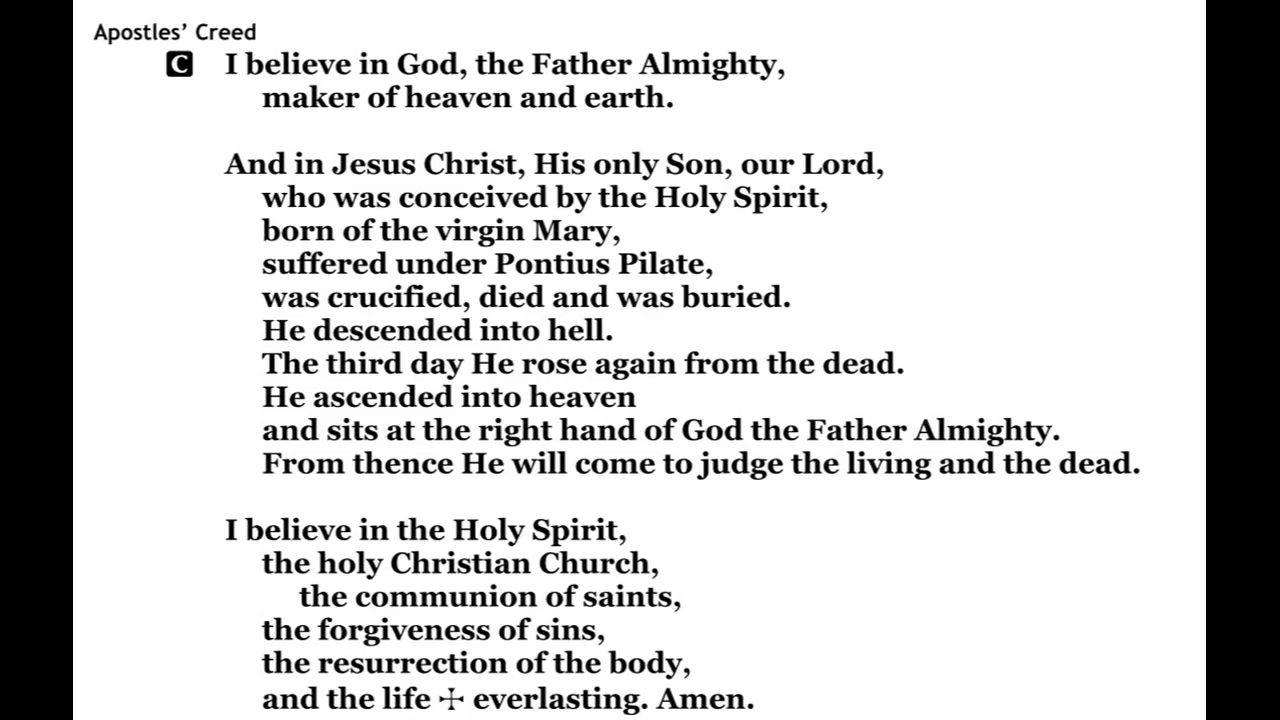 Apostles’ Creed
C I believe in God, the Father Almighty,
maker of heaven and earth.
And in Jesus Christ, His only Son, our Lord,
who was conceived by the Holy Spirit,
born of the virgin Mary,
suffered under Pontius Pilate,
was crucified, died and was buried.
He descended into hell.
The third day He rose again from the dead.
He ascended into heaven
and sits at the right hand of God the Father Almighty.
From thence He will come to judge the living and the dead.
I believe in the Holy Spirit,
the holy Christian Church,
the communion of saints,
the forgiveness of sins,
the resurrection of the body,
and the life ☩ everlasting. Amen.